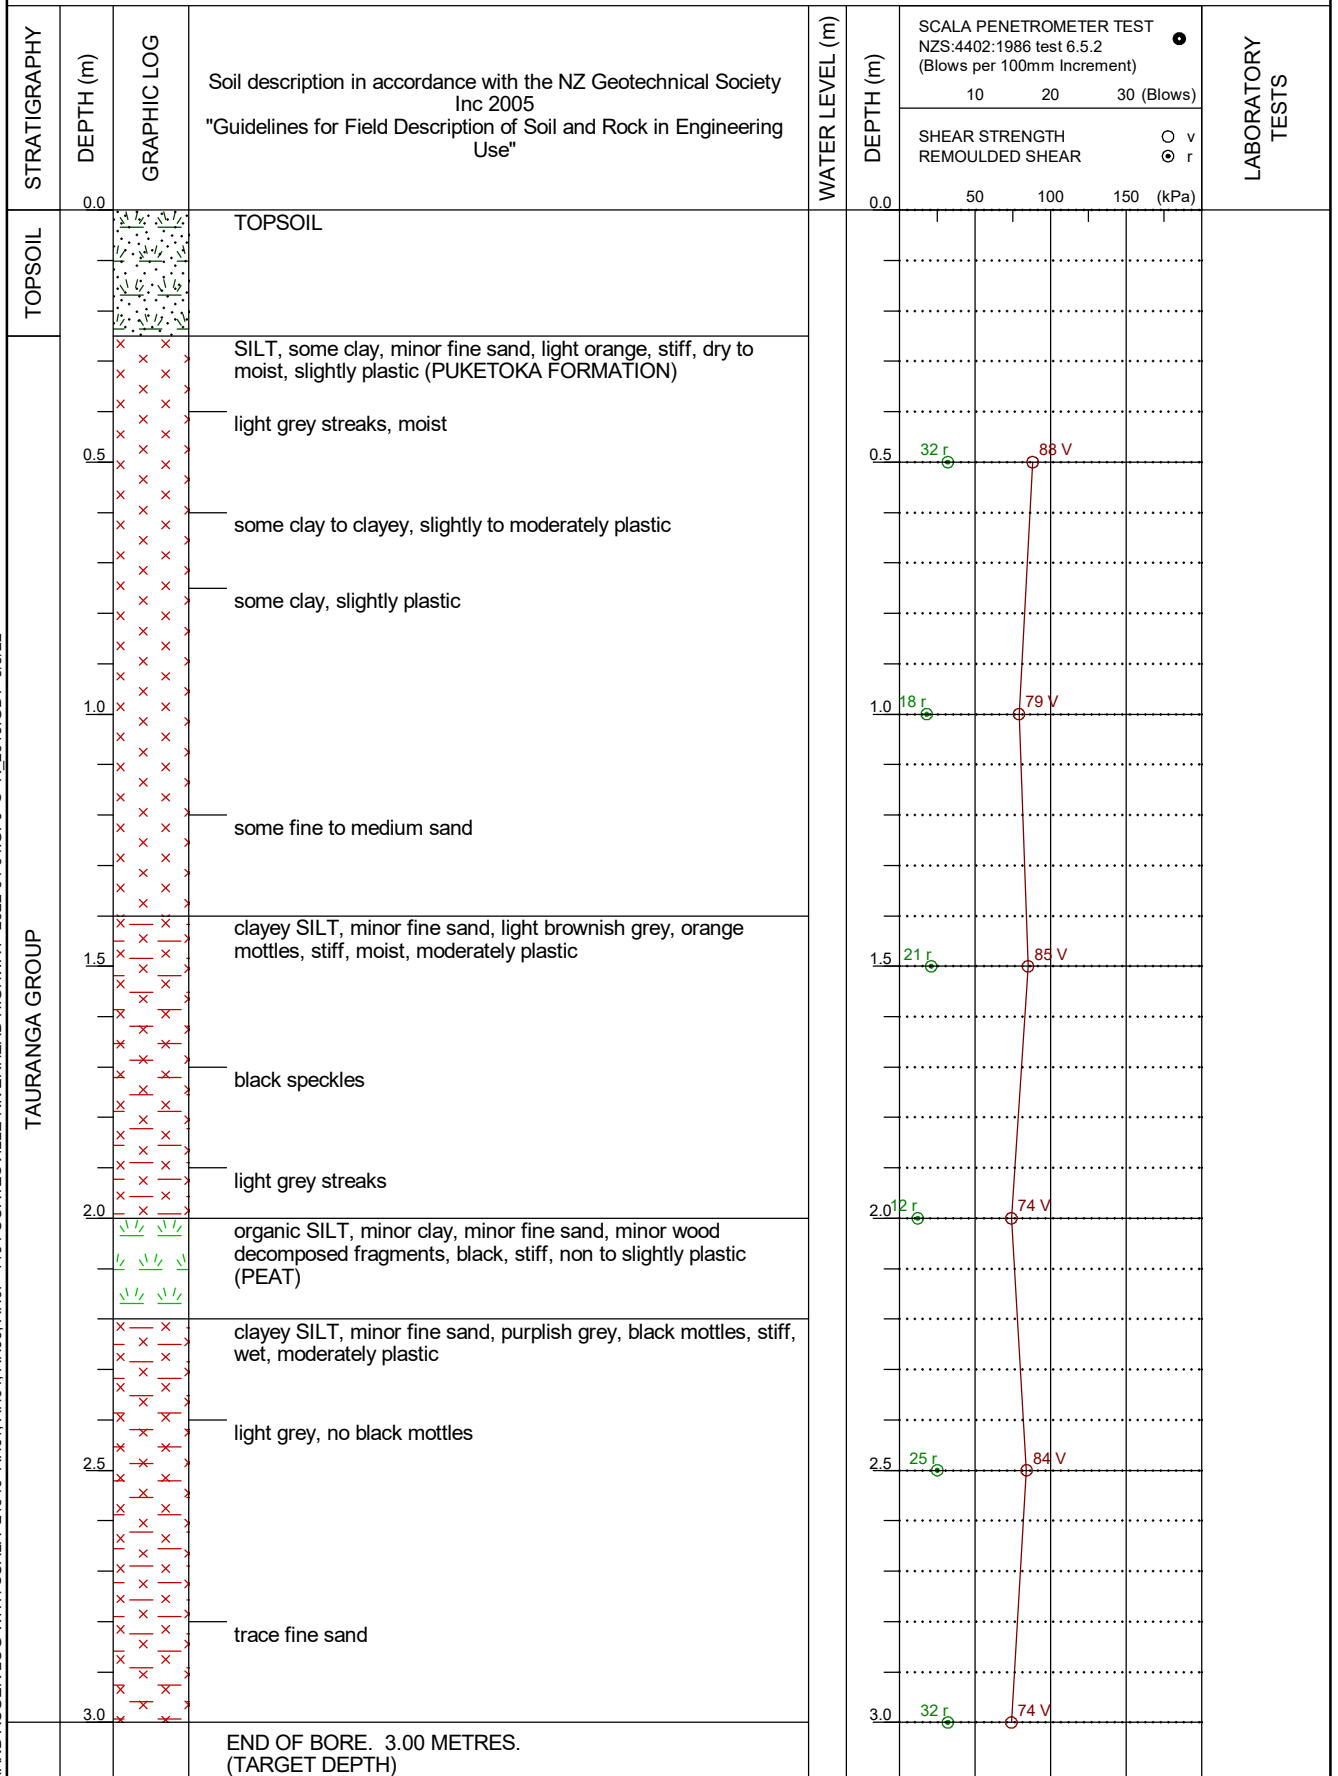 STRATIGRAPHY
DEPTH (m)
GRAPHIC LOG
Soil description in accordance with the NZ Geotechnical Society
Inc 2005
"Guidelines for Field Description of Soil and Rock in Engineering
Use"
WATER LEVEL (m)
DEPTH (m)
SCALA PENETROMETER TEST
NZS:4402:1986 test 6.5.2
(Blows per 100mm Increment)
10 20 30 (Blows)
SHEAR STRENGTH v
REMOULDED SHEAR r
50 100 150 (kPa)
LABORATORY
TESTS
0.0 0.0
TOPSOIL
TOPSOIL
SILT, some clay, minor fine sand, light orange, stiff, dry to
moist, slightly plastic (PUKETOKA FORMATION)
light grey streaks, moist
0.5 0.5 32 r 88 V
some clay to clayey, slightly to moderately plastic
some clay, slightly plastic
1.0 1.0 18 r 79 V
some fine to medium sand
TAURANGA GROUP
clayey SILT, minor fine sand, light brownish grey, orange
mottles, stiff, moist, moderately plastic
1.5 1.5 21 r 85 V
black speckles
light grey streaks
2.0 2.0 12 r 74 V
organic SILT, minor clay, minor fine sand, minor wood
decomposed fragments, black, stiff, non to slightly plastic
(PEAT)
clayey SILT, minor fine sand, purplish grey, black mottles, stiff,
wet, moderately plastic
light grey, no black mottles
2.5 2.5 25 r 84 V
trace fine sand
3.0 3.0 32 r 74 V
END OF BORE. 3.00 METRES.
(TARGET DEPTH)